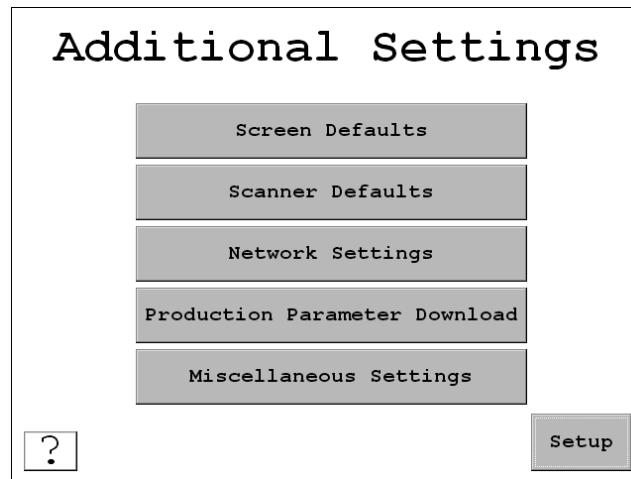 Additional Settings
Screen Defaults
Scanner Defaults
Network Settings
Production Parameter Download
Miscellaneous Settings
?
Setup